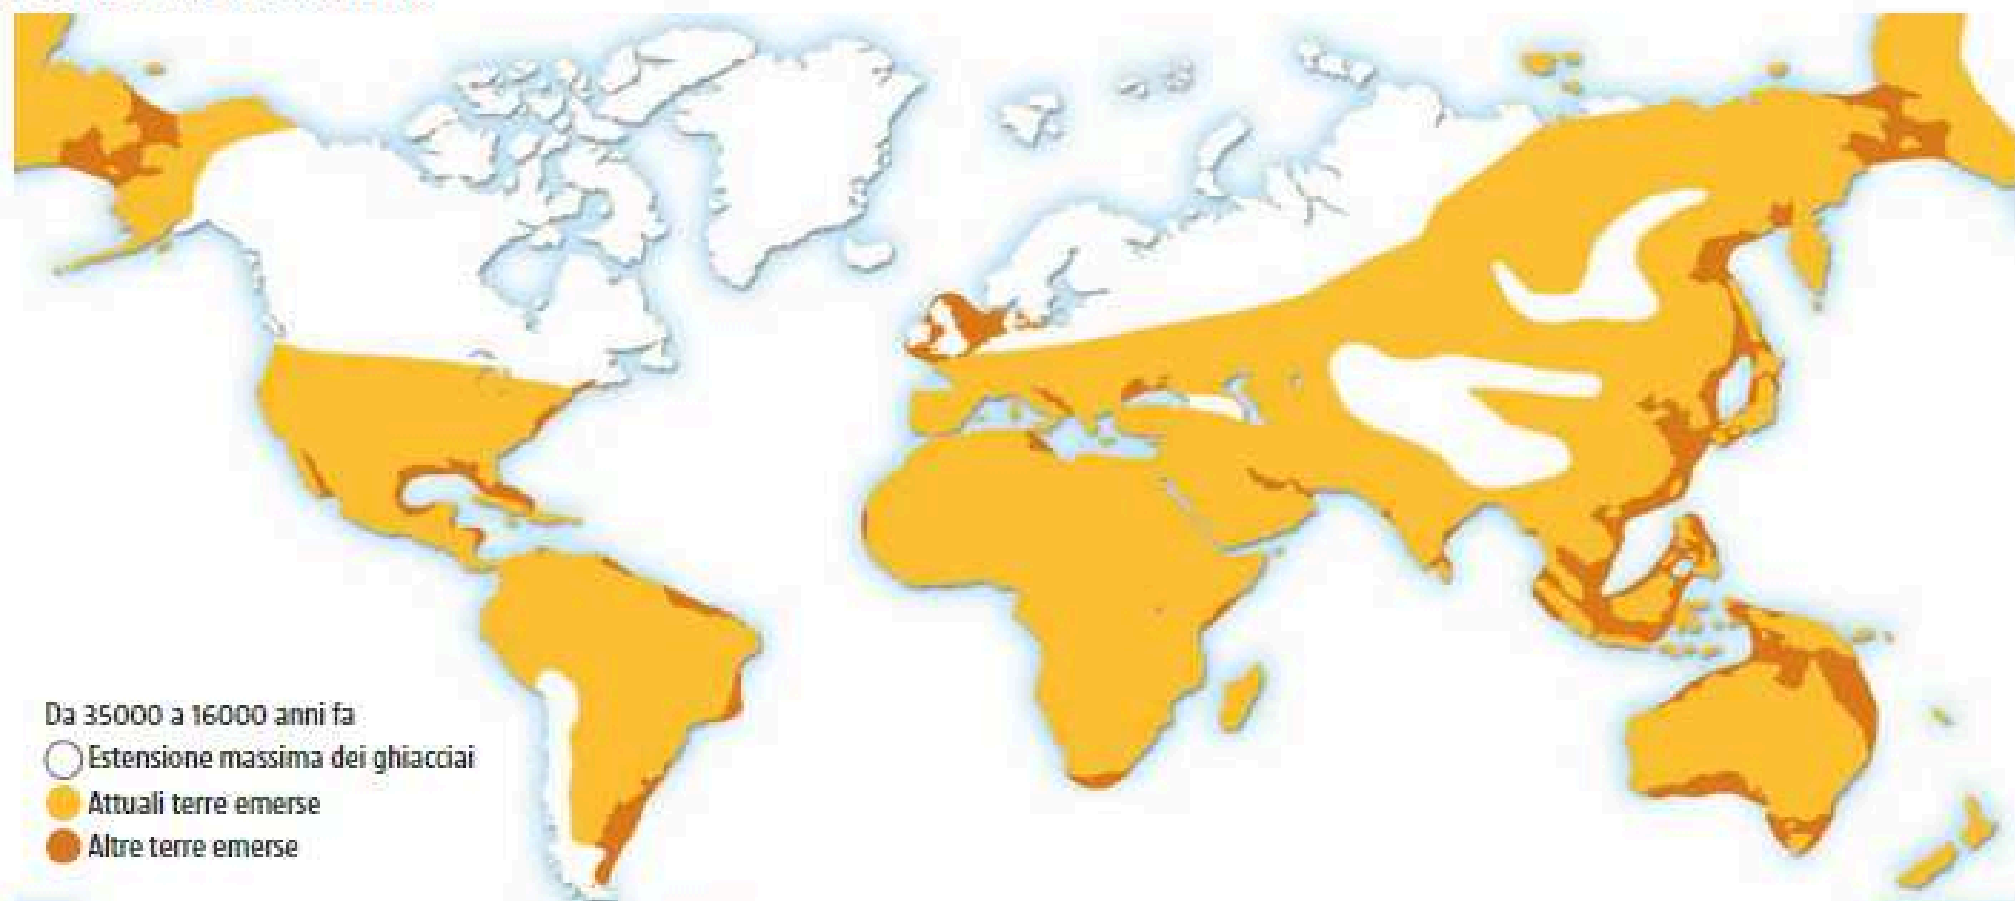 Da 35000 a 16000 anni fa
Estensione massima dei ghiacciai
Attuali terre emerse
Altre terre emerse